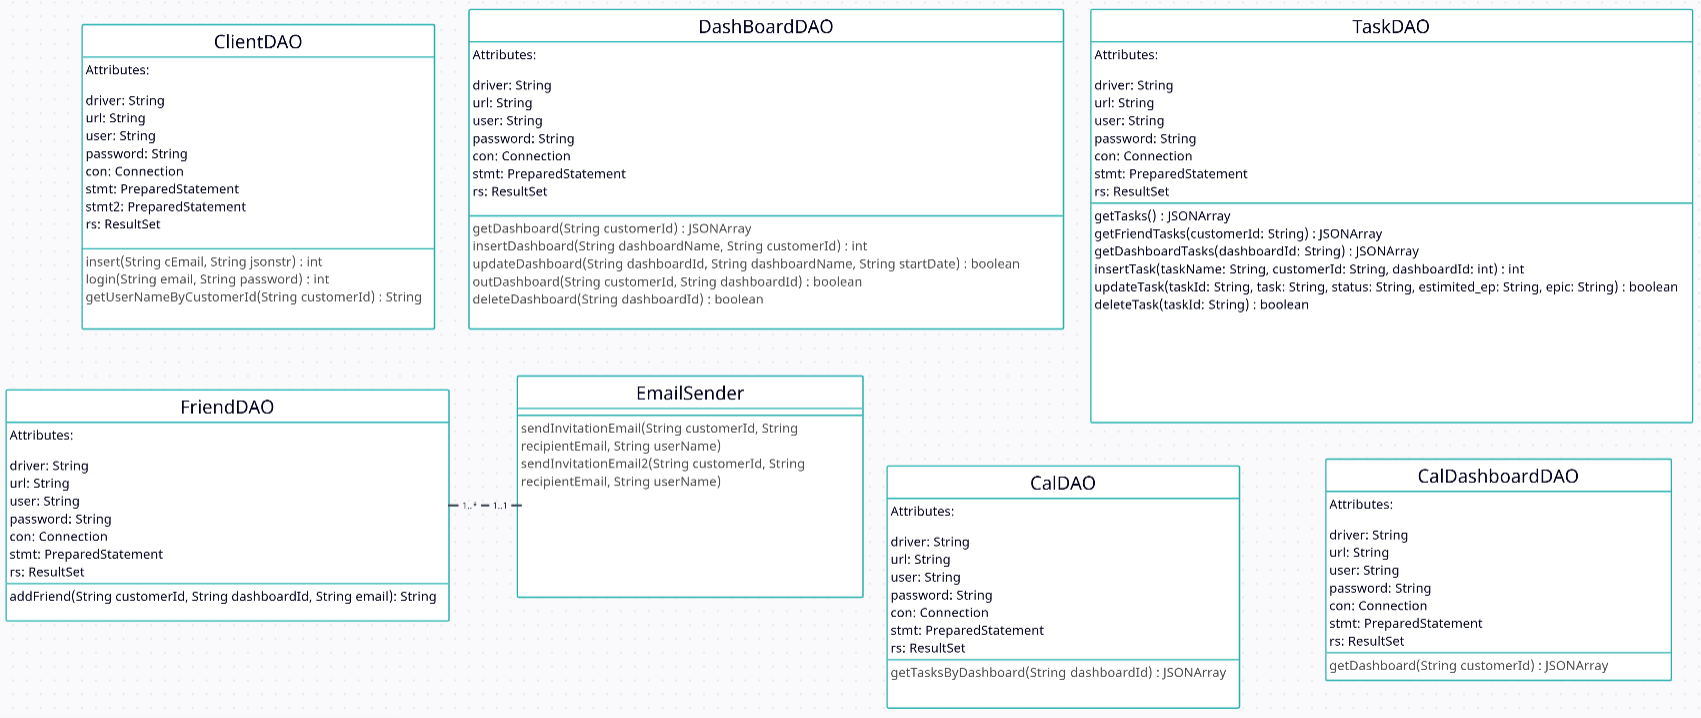 ClientDAO
Attributes:
driver: String
url: String
user: String
password: String
con: Connection
stmt: PreparedStatement
stmt2: PreparedStatement
rs: ResultSet
insert(String cEmail, String jsonstr) : int
login(String email, String password) : int
getUserNameByCustomerId(String customerId) : String
DashBoardDAO
Attributes:
driver: String
url: String
user: String
password: String
con: Connection
stmt: PreparedStatement
rs: ResultSet
getDashboard(String customerId) : JSONArray
insertDashboard(String dashboardName, String customerId) : int
updateDashboard(String dashboardId, String dashboardName, String startDate) : boolean
outDashboard(String customerId, String dashboardId) : boolean
deleteDashboard(String dashboardId) : boolean
TaskDAO
Attributes:
driver: String
url: String
user: String
password: String
con: Connection
stmt: PreparedStatement
rs: ResultSet
getTasks() : JSONArray
getFriendTasks(customerId: String) : JSONArray
getDashboardTasks(dashboardId: String) : JSONArray
insertTask(taskName: String, customerId: String, dashboardId: int) : int
updateTask(taskId: String, task: String, status: String, estimited_ep: String, epic: String) : boolean
deleteTask(taskId: String) : boolean
FriendDAO
Attributes:
driver: String
url: String
user: String
password: String
con: Connection
stmt: PreparedStatement
rs: ResultSet
addFriend(String customerId, String dashboardId, String email): String
1..*
1..1
EmailSender
sendInvitationEmail(String customerId, String
recipientEmail, String userName)
sendInvitationEmail2(String customerId, String
recipientEmail, String userName)
CalDAO
Attributes:
driver: String
url: String
user: String
password: String
con: Connection
stmt: PreparedStatement
rs: ResultSet
getTasksByDashboard(String dashboardId) : JSONArray
CalDashboardDAO
Attributes:
driver: String
url: String
user: String
password: String
con: Connection
stmt: PreparedStatement
rs: ResultSet
getDashboard(String customerId) : JSONArray